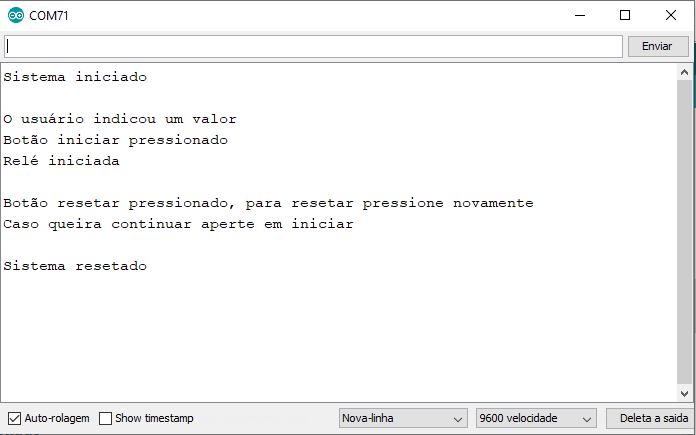 COM71
Enviar
Sistema iniciado
O usuário indicou um valor
Botão iniciar pressionado
Relé iniciada
Botão resetar pressionado, para resetar pressione novamente
Caso queira continuar aperte em iniciar
Sistema resetado
Auto-rolagem Show timestamp Nova-linha 9600 velocidade Deleta a saida